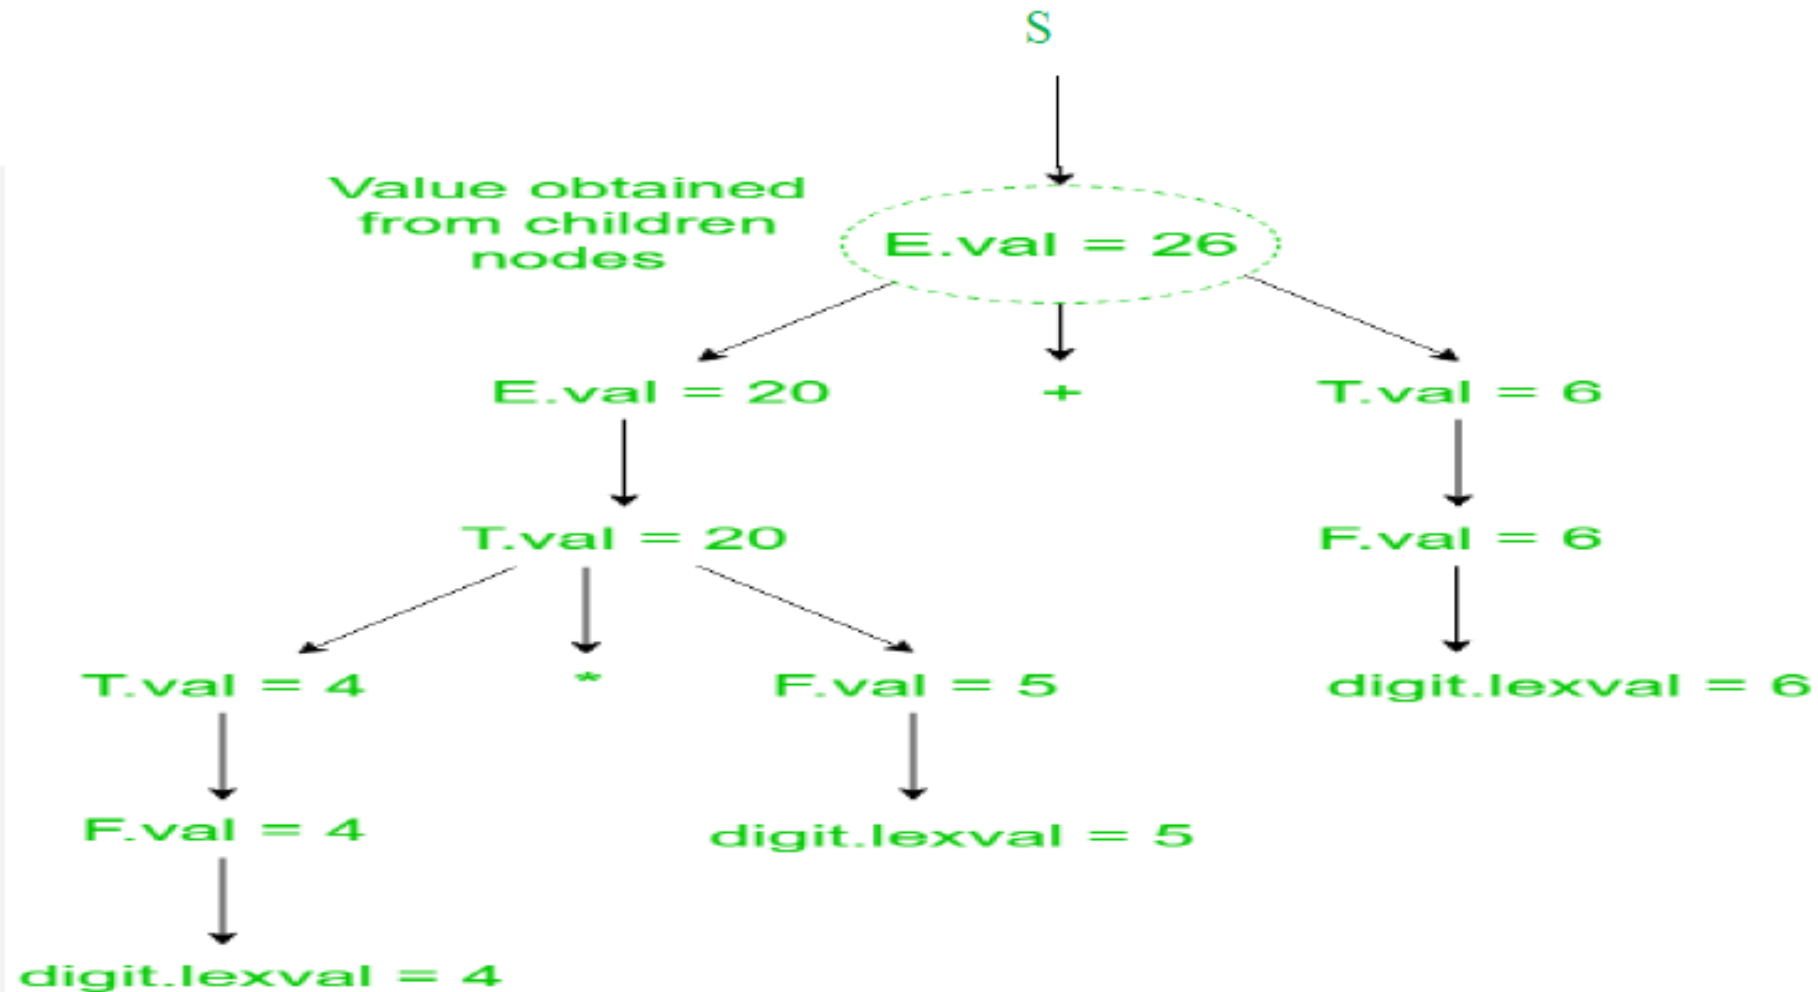 S
Value obtained
from children
nodes
E.val = 26
E.val = 20
+
T.val = 6
T.val = 20
F.val = 6
T.val = 4
*
F.val = 5
digit.lexval = 6
F.val = 4
digit.lexval = 5
digit.lexval = 4